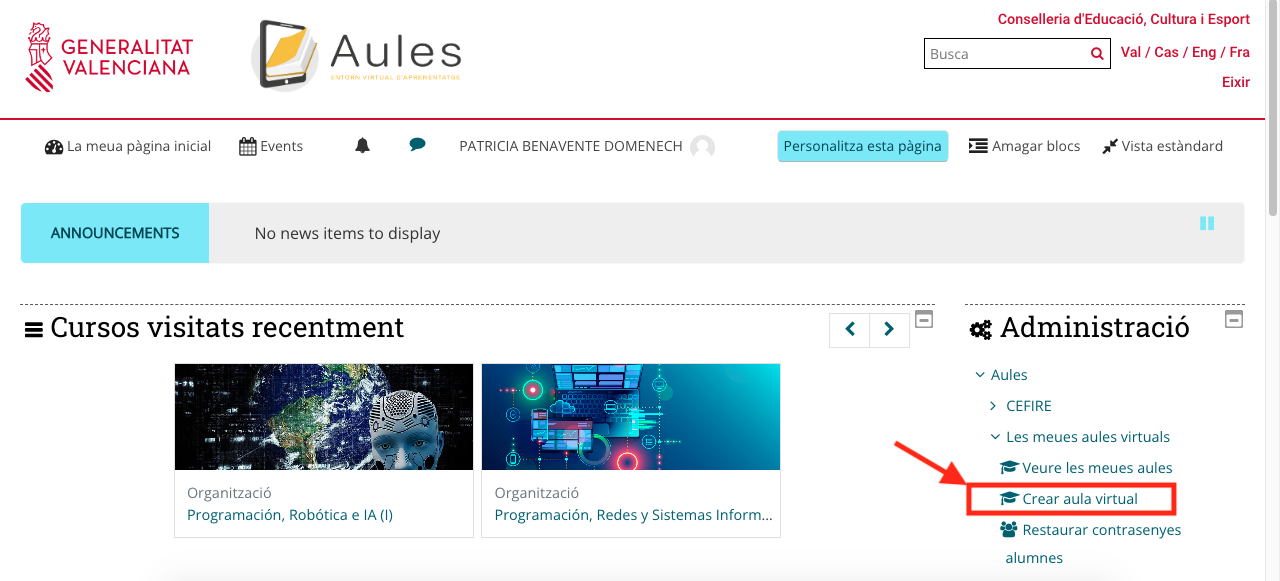 Conselleria d'Educació, Cultura i Esport
GENERALITAT
VALENCIANA
Aules
ENTORN VIRTUAL D'APRENENTATGE
Busca
Val / Cas / Eng / Fra
Eixir
La meua pàgina inicial
Events
PATRICIA BENAVENTE DOMENECH
Personalitza esta pàgina
Amagar blocs
Vista estàndard
ANNOUNCEMENTS
No news items to display
Cursos visitats recentment
Organització
Programación, Robótica e IA (I)
Organització
Programación, Redes y Sistemas Inform...
Administració
Aules
CEFIRE
Les meues aules virtuals
Veure les meues aules
Crear aula virtual
Restaurar contrasenyes
alumnes